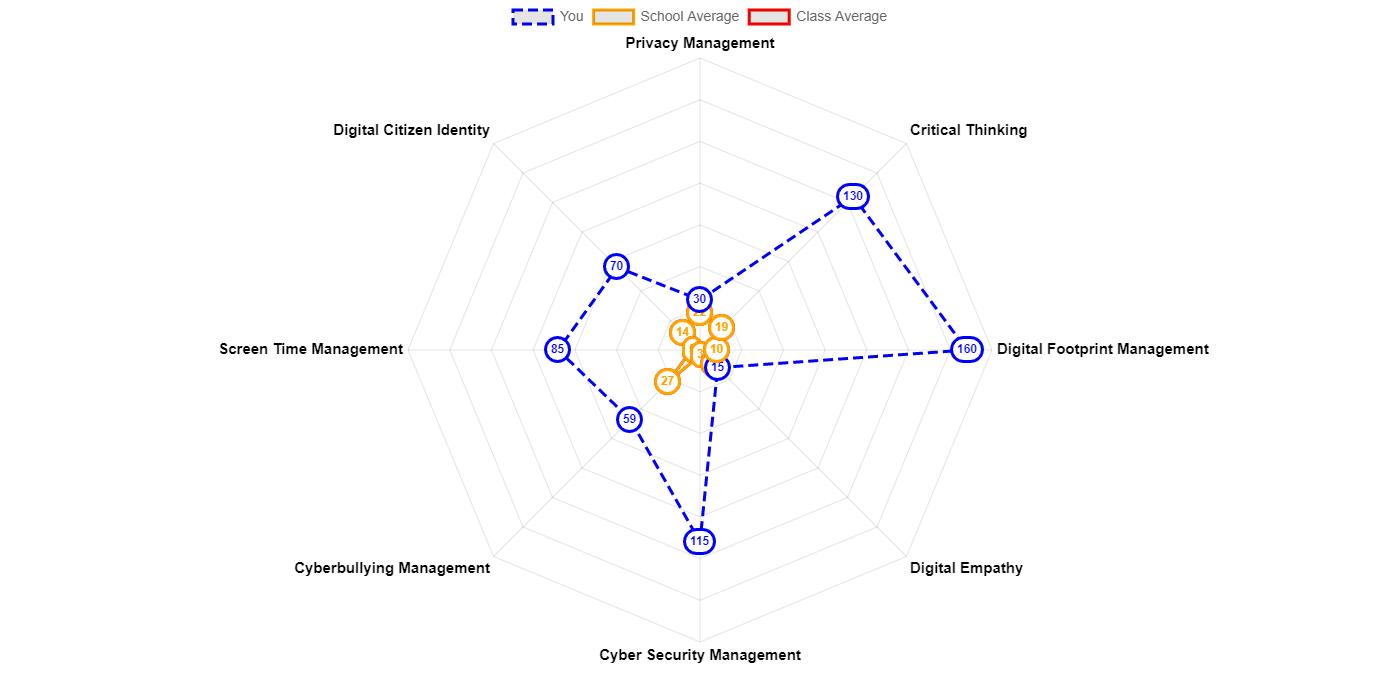 You School Average Class Average
Privacy Management
Digital Citizen Identity Critical Thinking
130
70
30
22
14 19
Screen Time Management 85 10 160 Digital Footprint Management
15
27
59
115
Cyberbullying Management Digital Empathy
Cyber Security Management